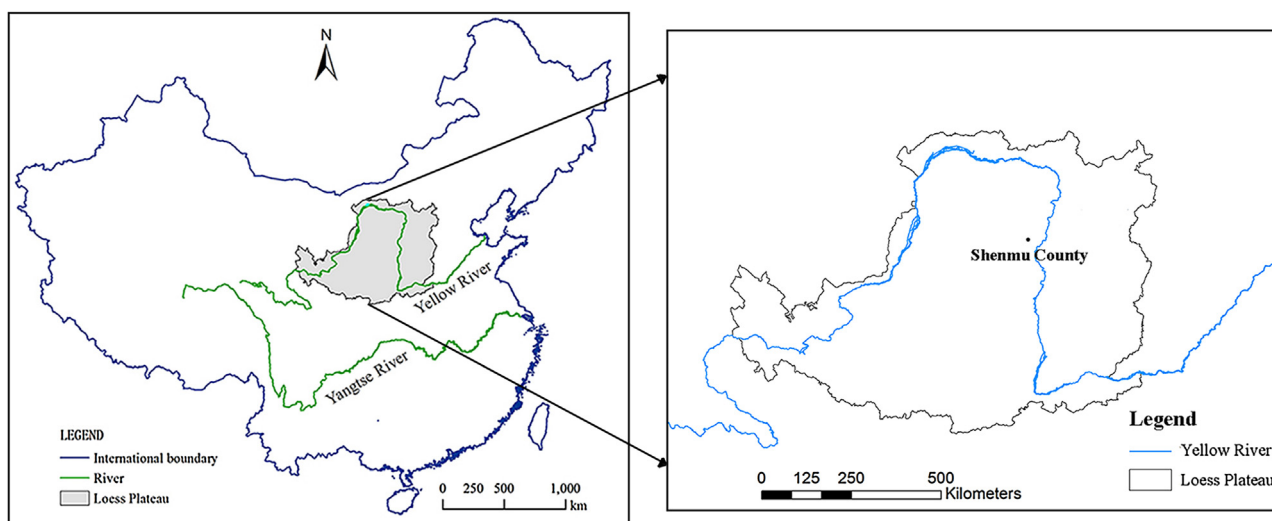 N
Yellow River
Yangtse River
LEGEND
International boundary
River
Loess Plateau
0 250 500 1,000
km
Shenmu County
Legend
Yellow River
Loess Plateau
0 125 250 500
Kilometers